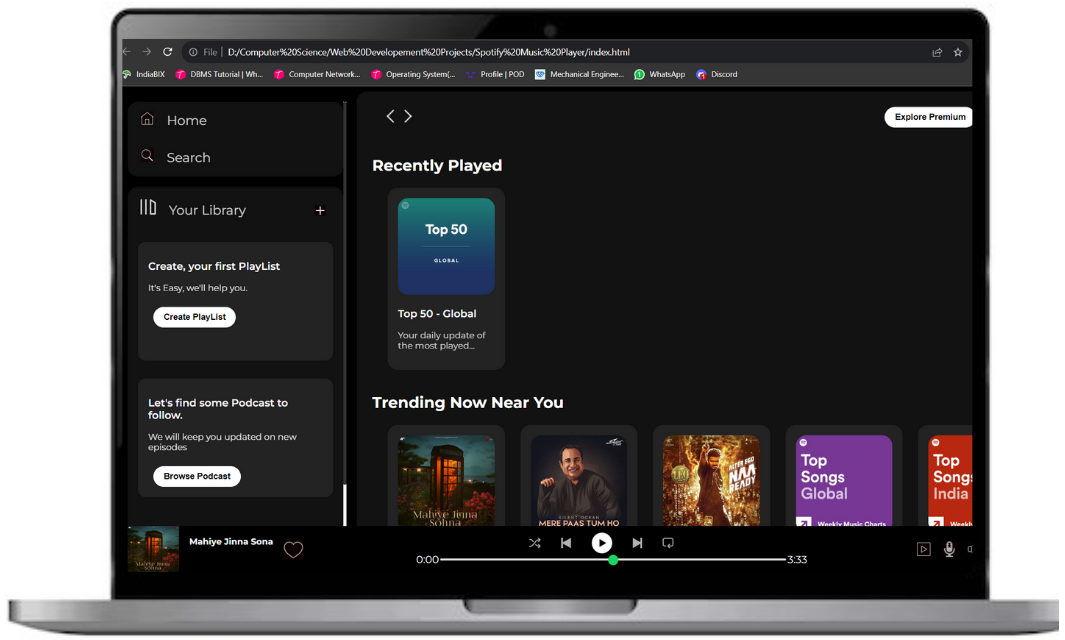 File | D:/Computer%20Science/Web%20Developement%20Projects/Spotify%20Music%20Player/index.html
IndiaBIX DBMS Tutorial | Wh... Computer Network... Operating System(... Profile | POD Mechanical Enginee... WhatsApp Discord
Home
Search
Your Library +
Create, your first PlayList
It's Easy, we'll help you.
Create PlayList
Let's find some Podcast to
follow.
We will keep you updated on new
episodes
Browse Podcast
Explore Premium
Recently Played
Top 50
GLOBAL
Top 50 - Global
Your daily update of
the most played...
Trending Now Near You
Mahiye Jinna
Sohna
MERE PAAS TUM HO
ALTER EGO
NAA
READY
Top
Songs
Global
Weekly Music Charts
Top
Songs
India
Mahiye Jinna Sona
0:00
3:33